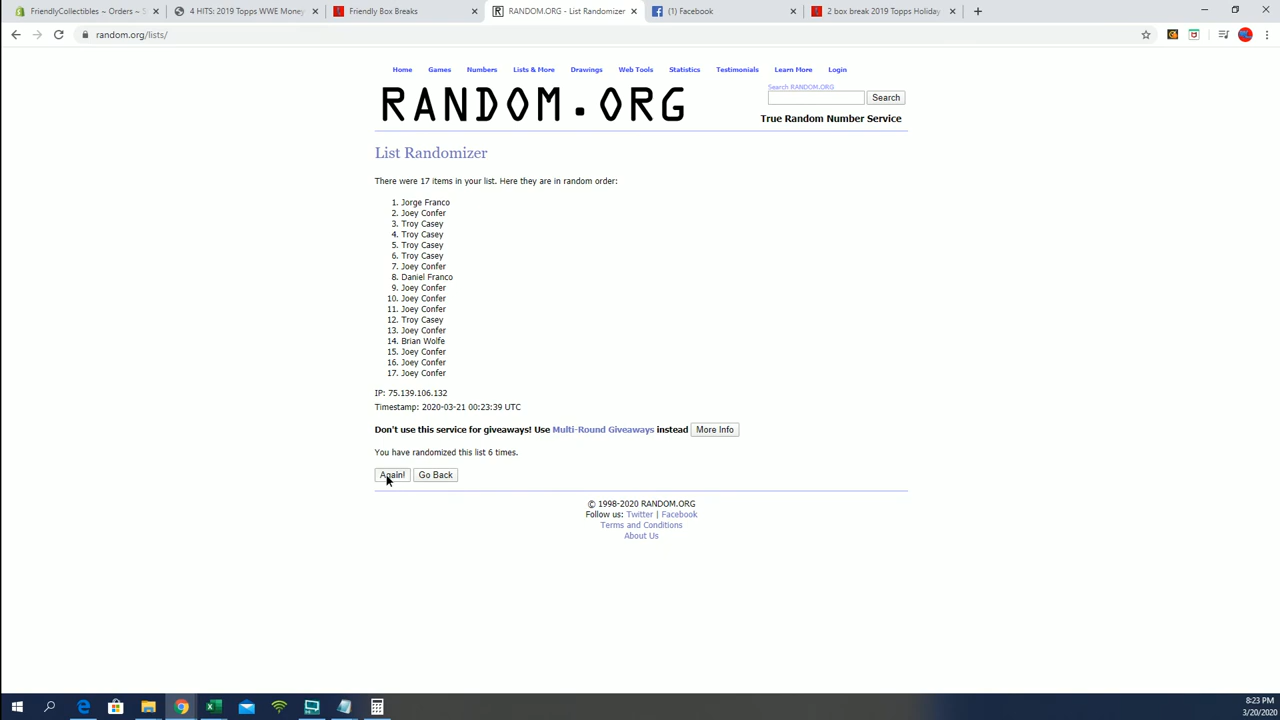 FriendlyCollectibles ~ Orders ~ S
4 HITS: 2019 Topps WWE Money
Friendly Box Breaks
RANDOM.ORG - List Randomizer
(1) Facebook
2 box break 2019 Topps Holiday
random.org/lists/
Home Games Numbers Lists & More Drawings Web Tools Statistics Testimonials Learn More Login
Search RANDOM.ORG
RANDOM.ORG
Search
True Random Number Service
List Randomizer
There were 17 items in your list. Here they are in random order:
1. Jorge Franco
2. Joey Confer
3. Troy Casey
4. Troy Casey
5. Troy Casey
6. Troy Casey
7. Joey Confer
8. Daniel Franco
9. Joey Confer
10. Joey Confer
11. Joey Confer
12. Troy Casey
13. Joey Confer
14. Brian Wolfe
15. Joey Confer
16. Joey Confer
17. Joey Confer
IP: 75.139.106.132
Timestamp: 2020-03-21 00:23:39 UTC
Don't use this service for giveaways! Use Multi-Round Giveaways instead More Info
You have randomized this list 6 times.
Again! Go Back
© 1998-2020 RANDOM.ORG
Follow us: Twitter | Facebook
Terms and Conditions
About Us
8:23 PM
3/20/2020